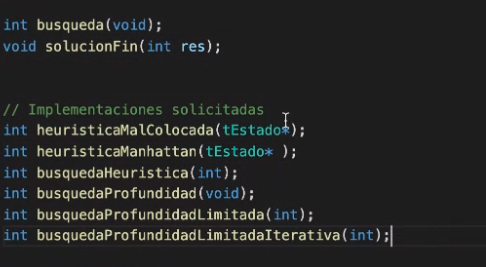 int busqueda(void);
void solucionFin(int res);
// Implementaciones solicitadas
int heuristicaMalColocada(tEstado*);
int heuristicaManhattan(tEstado* );
int busquedaHeuristica(int);
int busquedaProfundidad(void);
int busquedaProfundidadLimitada(int);
int busquedaProfundidadLimitadaIterativa(int);